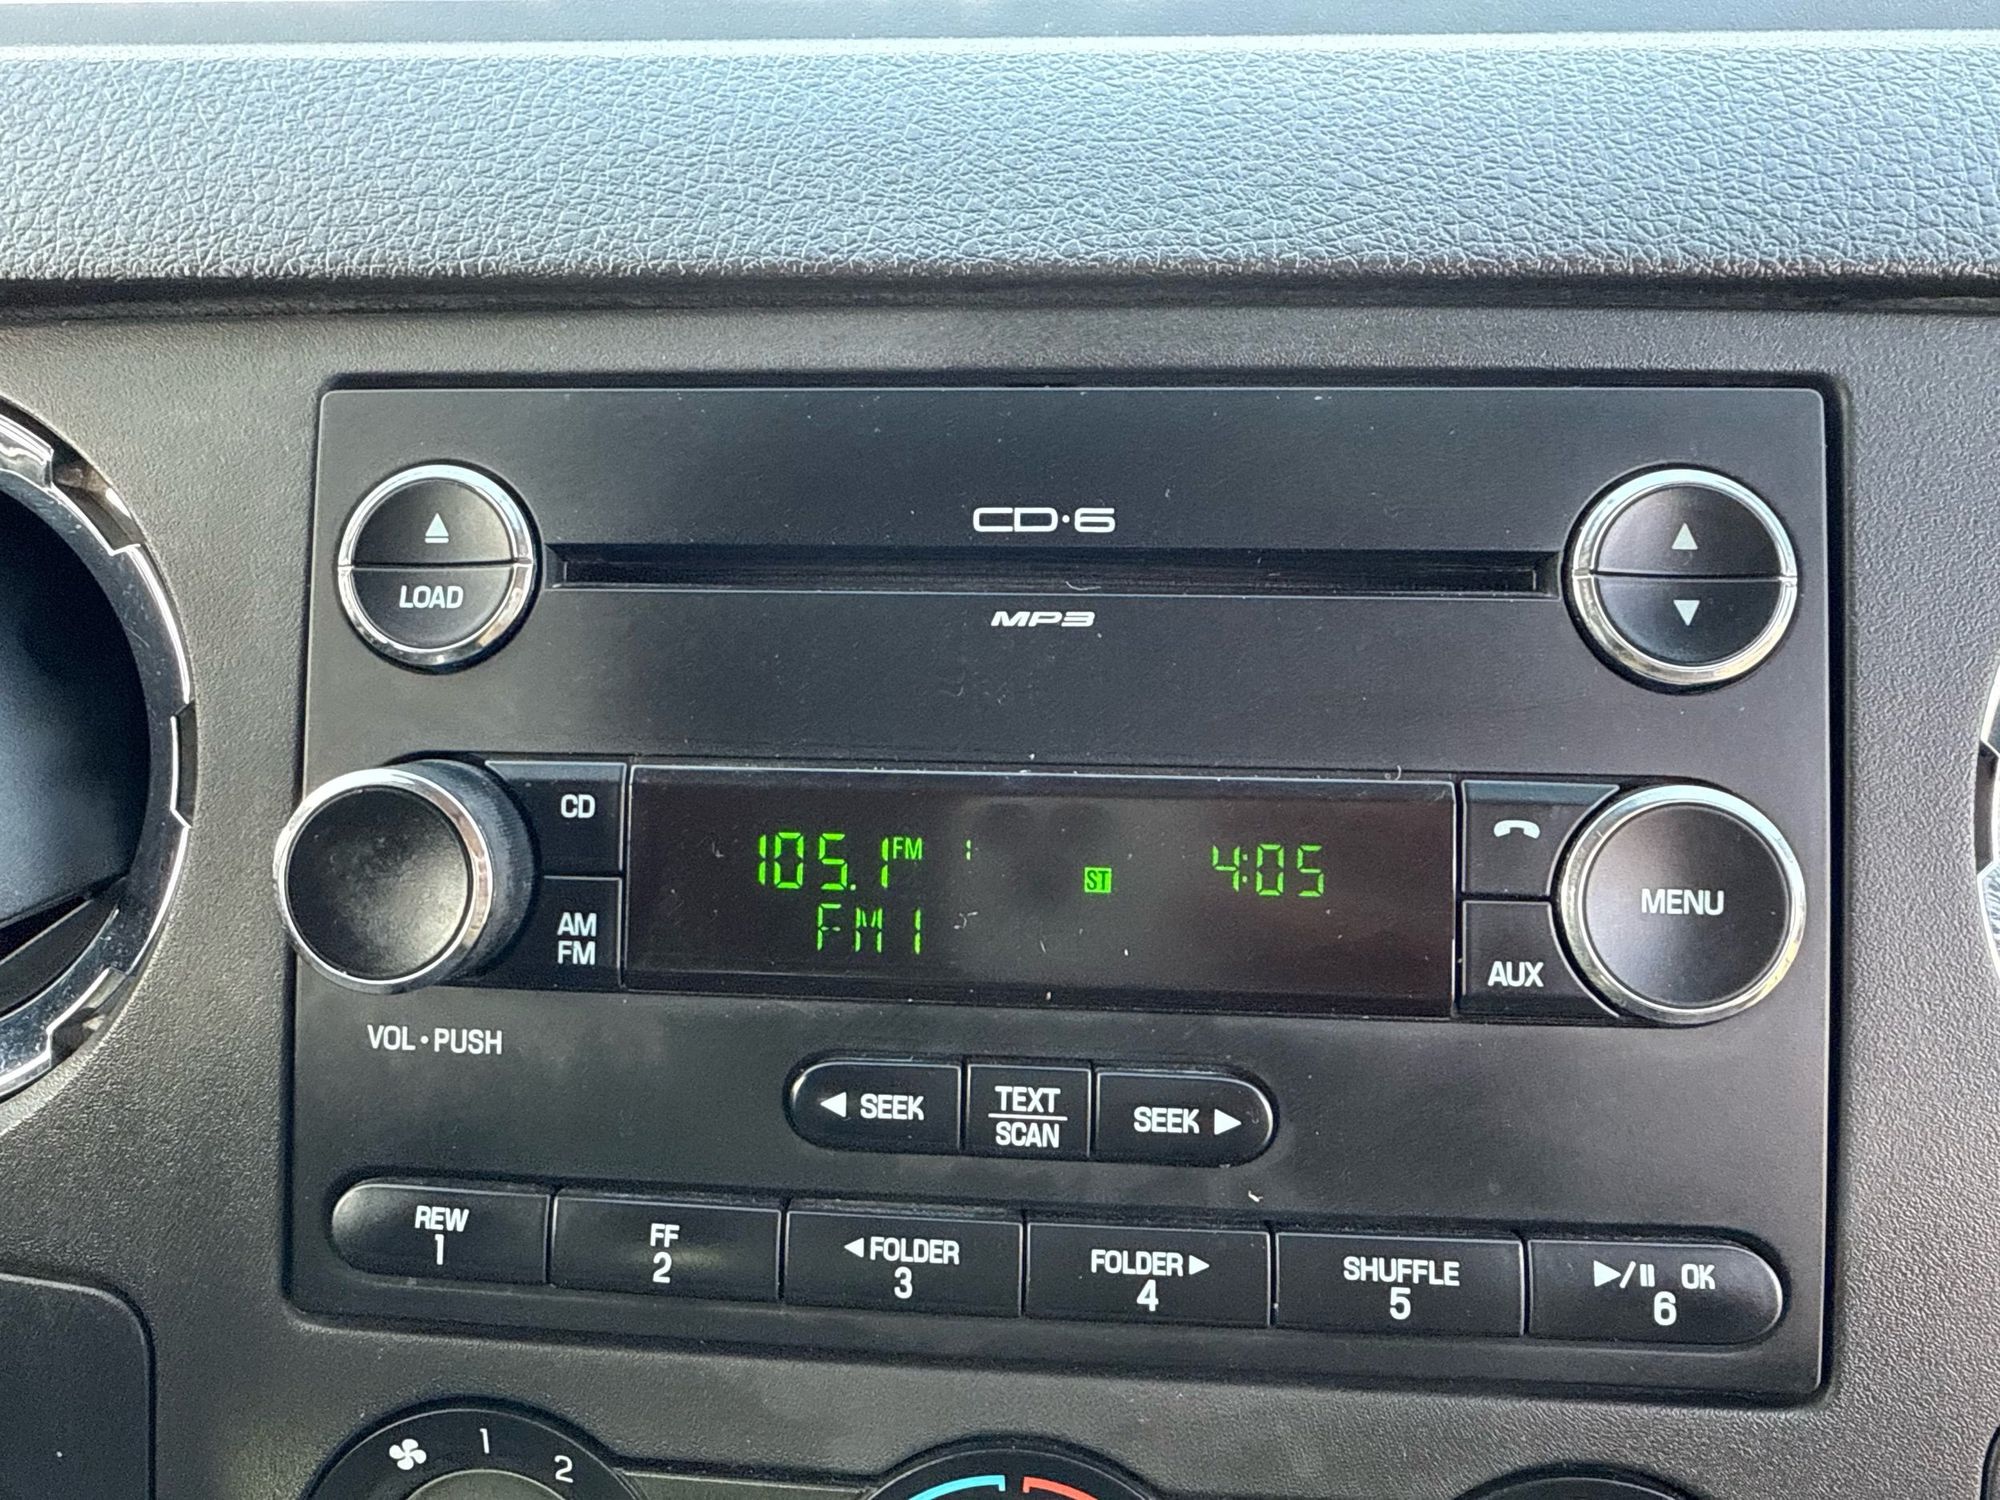 CD·6
LOAD
MP3
CD
105.1 FM 1 ST 4:05
FM1
AM
FM
MENU
AUX
VOL·PUSH
◀ SEEK
TEXT
SCAN
SEEK ▶
REW
1
FF
2
◀FOLDER
3
FOLDER▶
4
SHUFFLE
5
▶/II OK
6
1 2